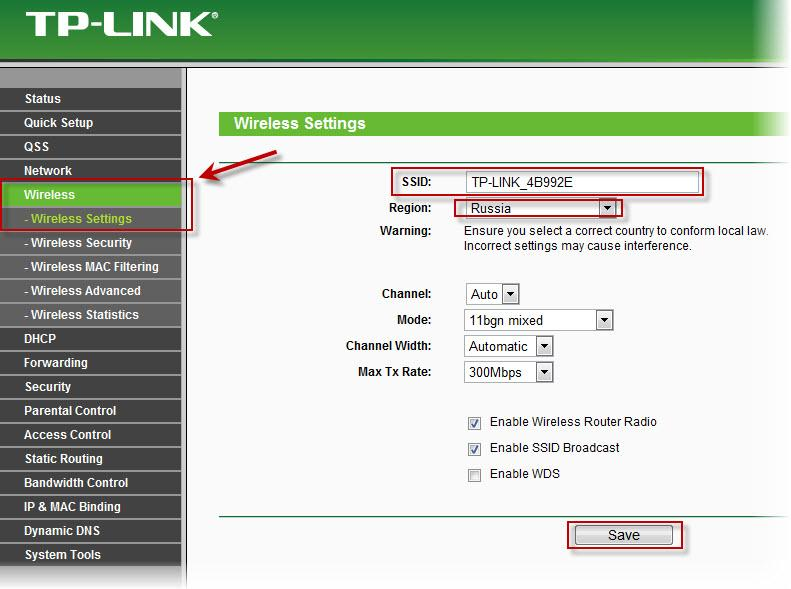 TP-LINK®
Status
Quick Setup
QSS
Network
Wireless
- Wireless Settings
- Wireless Security
- Wireless MAC Filtering
- Wireless Advanced
- Wireless Statistics
DHCP
Forwarding
Security
Parental Control
Access Control
Static Routing
Bandwidth Control
IP & MAC Binding
Dynamic DNS
System Tools
Wireless Settings
SSID: TP-LINK_4B992E
Region: Russia
Warning: Ensure you select a correct country to conform local law.
Incorrect settings may cause interference.
Channel: Auto
Mode: 11bgn mixed
Channel Width: Automatic
Max Tx Rate: 300Mbps
Enable Wireless Router Radio
Enable SSID Broadcast
Enable WDS
Save